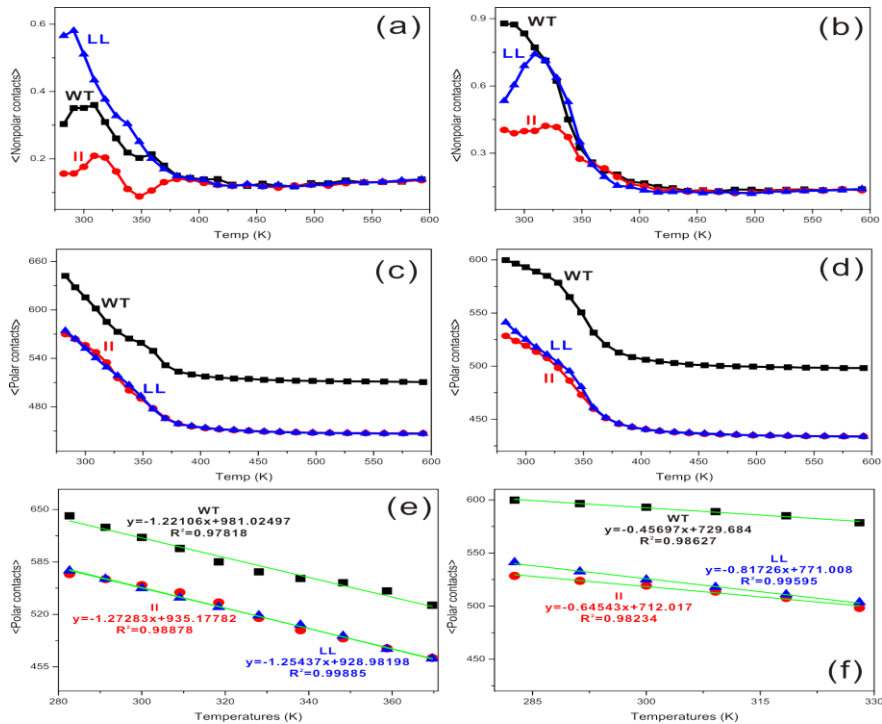 (a)
<Nonpolar contacts>
0.6
0.4
0.2
LL
WT
II
300
350
400
450
500
550
600
Temp (K)
(b)
<Nonpolar contacts>
0.9
0.6
0.3
WT
LL
II
300
350
400
450
500
550
600
Temp (K)
(c)
<Polar contacts>
660
600
540
480
WT
II
LL
300
350
400
450
500
550
600
Temp (K)
(d)
<Polar contacts>
600
550
500
450
WT
LL
II
300
350
400
450
500
550
600
Temp (K)
(e)
<Polar contacts>
650
585
520
455
WT
y=-1.22106x+981.02497
R²=0.97818
II
y=-1.27283x+935.17782
R²=0.98878
LL
y=-1.25437x+928.98198
R²=0.99885
280
300
320
340
360
Temperatures (K)
(f)
<Polar contacts>
600
550
500
450
WT
y=-0.45697x+729.684
R²=0.98627
LL
y=-0.81726x+771.008
R²=0.99595
II
y=-0.64543x+712.017
R²=0.98234
285
300
315
330
Temperatures (K)